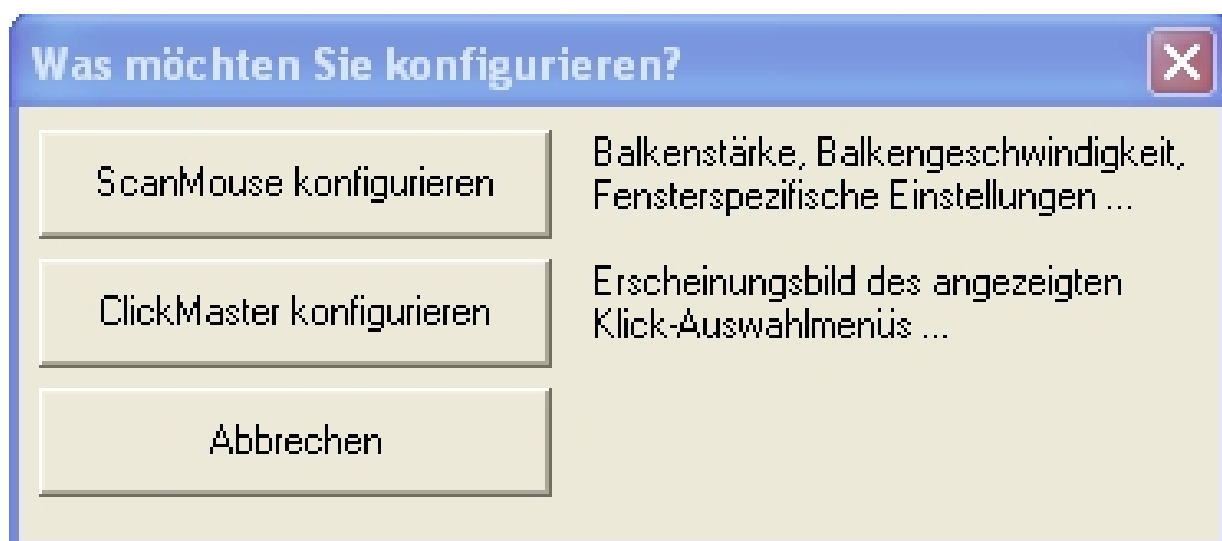 Was möchten Sie konfigurieren?
ScanMouse konfigurieren
Balkenstärke, Balkengeschwindigkeit,
Fensterspezifische Einstellungen ...
ClickMaster konfigurieren
Erscheinungsbild des angezeigten
Klick-Auswahlmenüs ...
Abbrechen